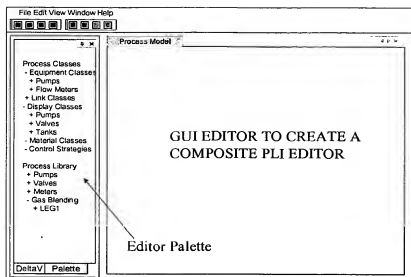 File Edit View Window Help
Process Model
Process Classes
- Equipment Classes
+ Pumps
+ Flow Meters
+ Link Classes
- Display Classes
+ Pumps
+ Valves
+ Tanks
- Material Classes
- Control Strategies
Process Library
+ Pumps
+ Valves
+ Meters
- Gas Blending
+ LEG1
GUI EDITOR TO CREATE A
COMPOSITE PLI EDITOR
Editor Palette
DeltaV Palette